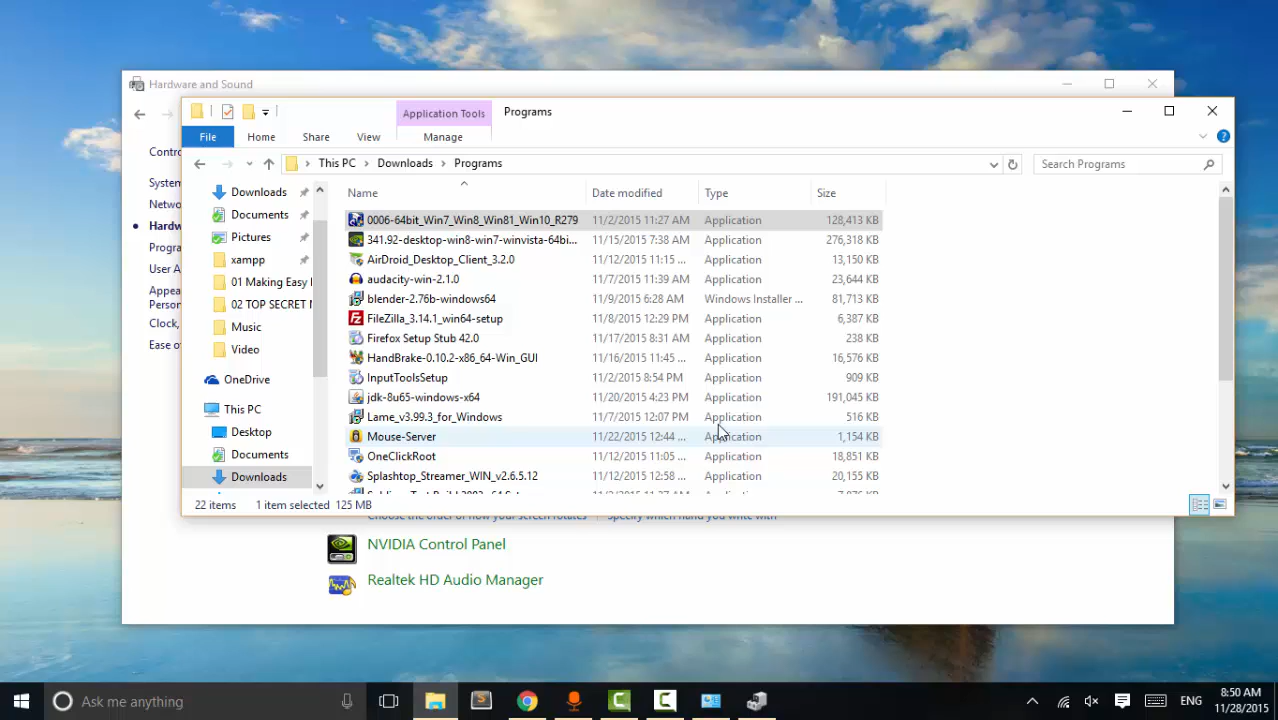 Hardware and Sound
Application Tools
Programs
File
Home
Share
View
Manage
This PC
Downloads
Programs
Search Programs
Contro
System
Netwo
Hardw
Progra
User A
Appea
Person
Clock,
Ease of
Downloads
Documents
Pictures
xampp
01 Making Easy
02 TOP SECRET
Music
Video
OneDrive
This PC
Desktop
Documents
Downloads
Name Date modified Type Size
0006-64bit_Win7_Win8_Win81_Win10_R279 11/2/2015 11:27 AM Application 128,413 KB
341.92-desktop-win8-win7-winvista-64bi... 11/15/2015 7:38 AM Application 276,318 KB
AirDroid_Desktop_Client_3.2.0 11/12/2015 11:15 ... Application 13,150 KB
audacity-win-2.1.0 11/7/2015 11:39 AM Application 23,644 KB
blender-2.76b-windows64 11/9/2015 6:28 AM Windows Installer ... 81,713 KB
FileZilla_3.14.1_win64-setup 11/8/2015 12:29 PM Application 6,387 KB
Firefox Setup Stub 42.0 11/17/2015 8:31 AM Application 238 KB
HandBrake-0.10.2-x86_64-Win_GUI 11/16/2015 11:45 ... Application 16,576 KB
InputToolsSetup 11/2/2015 8:54 PM Application 909 KB
jdk-8u65-windows-x64 11/20/2015 4:23 PM Application 191,045 KB
Lame_v3.99.3_for_Windows 11/7/2015 12:07 PM Application 516 KB
Mouse-Server 11/22/2015 12:44 ... Application 1,154 KB
OneClickRoot 11/12/2015 11:05 ... Application 18,851 KB
Splashtop_Streamer_WIN_v2.6.5.12 11/12/2015 12:58 ... Application 20,155 KB
22 items 1 item selected 125 MB
Choose the order of how your screen rotates Specify which hand you write with
NVIDIA Control Panel
Realtek HD Audio Manager
Ask me anything
ENG
8:50 AM
11/28/2015